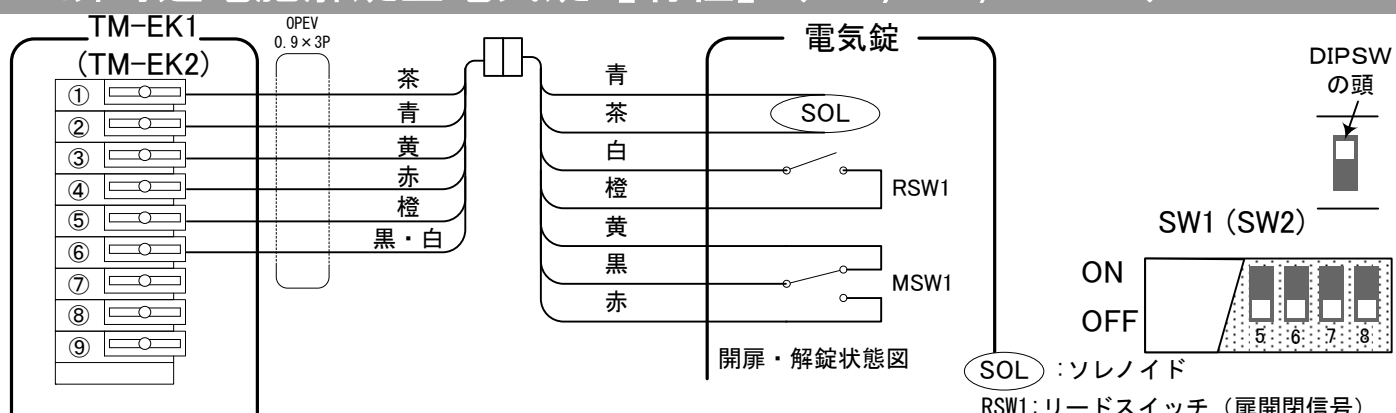 TM-EK1
(TM-EK2)
OPEV
0.9×3P
①
②
③
④
⑤
⑥
⑦
⑧
⑨
茶
青
黄
赤
橙
黒・白
電気錠
青
茶
白
橙
黄
黒
赤
SOL
RSW1
MSW1
開扉・解錠状態図
DIPSW
の頭
SW1(SW2)
ON
OFF
5 6 7 8
SOL:ソレノイド
RSW1:リードスイッチ(扉開閉信号)